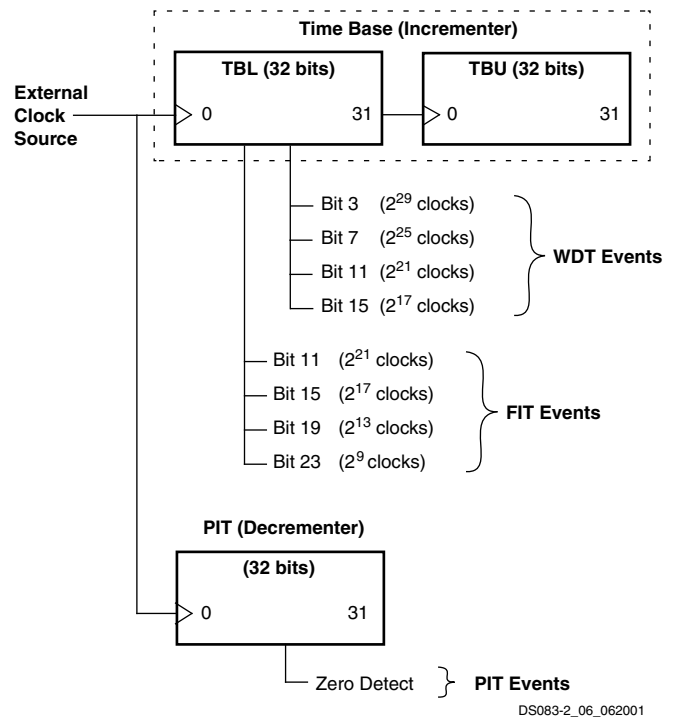 Time Base (Incrementer)
TBL (32 bits)
TBU (32 bits)
External
Clock
Source
0 31
0 31
Bit 3 (2^29 clocks)
Bit 7 (2^25 clocks)
Bit 11 (2^21 clocks)
Bit 15 (2^17 clocks)
WDT Events
Bit 11 (2^21 clocks)
Bit 15 (2^17 clocks)
Bit 19 (2^13 clocks)
Bit 23 (2^9 clocks)
FIT Events
PIT (Decrementer)
(32 bits)
0 31
Zero Detect
PIT Events
DS083-2_06_062001